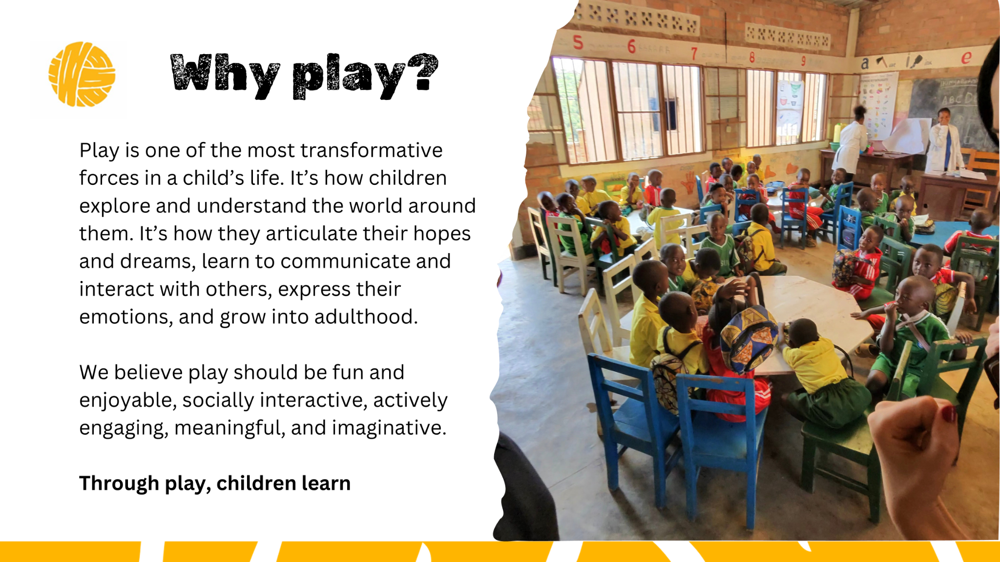 Why play?
Play is one of the most transformative
forces in a child’s life. It’s how children
explore and understand the world around
them. It’s how they articulate their hopes
and dreams, learn to communicate and
interact with others, express their
emotions, and grow into adulthood.
We believe play should be fun and
enjoyable, socially interactive, actively
engaging, meaningful, and imaginative.
Through play, children learn
5 6 7 8 9 a e
ABCD